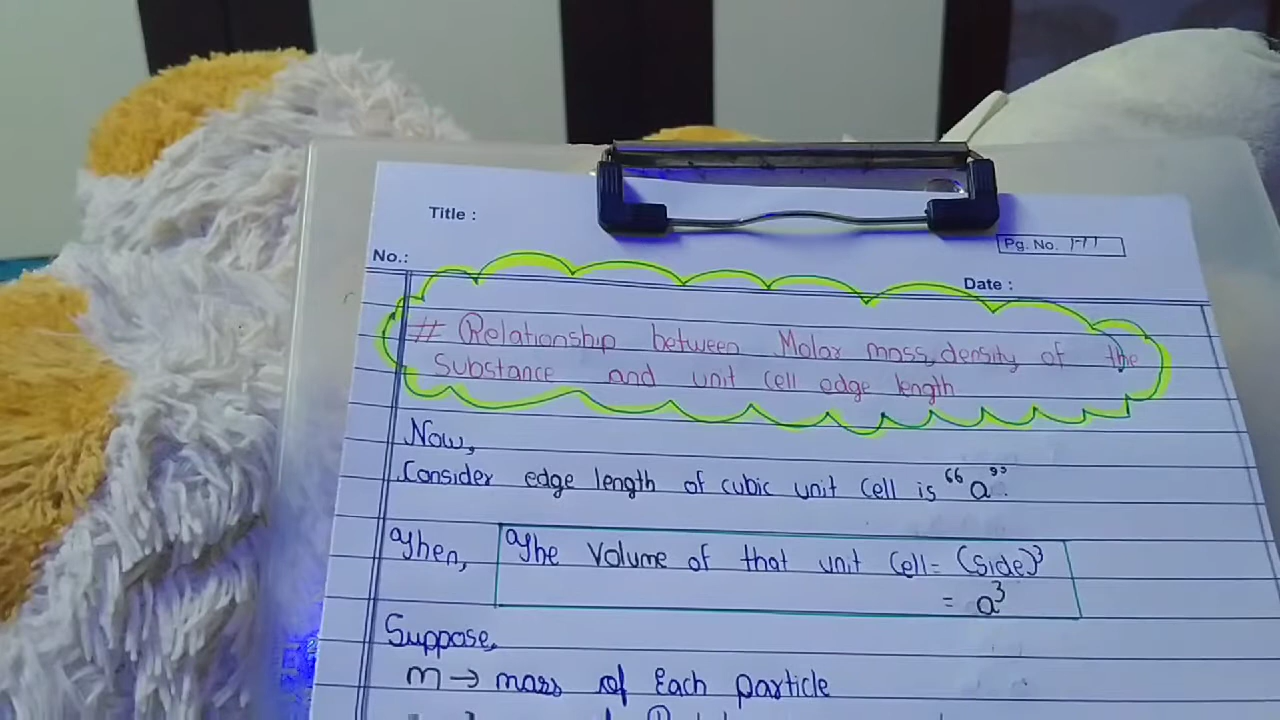 Title :
Pg. No.
No.:
Date :
# Relationship between Molar mass, density of the
Substance and unit cell edge length
Now,
Consider edge length of cubic unit cell is "a".
Then, The volume of that unit cell = (side)³
= a³
Suppose,
m → mass of each particle